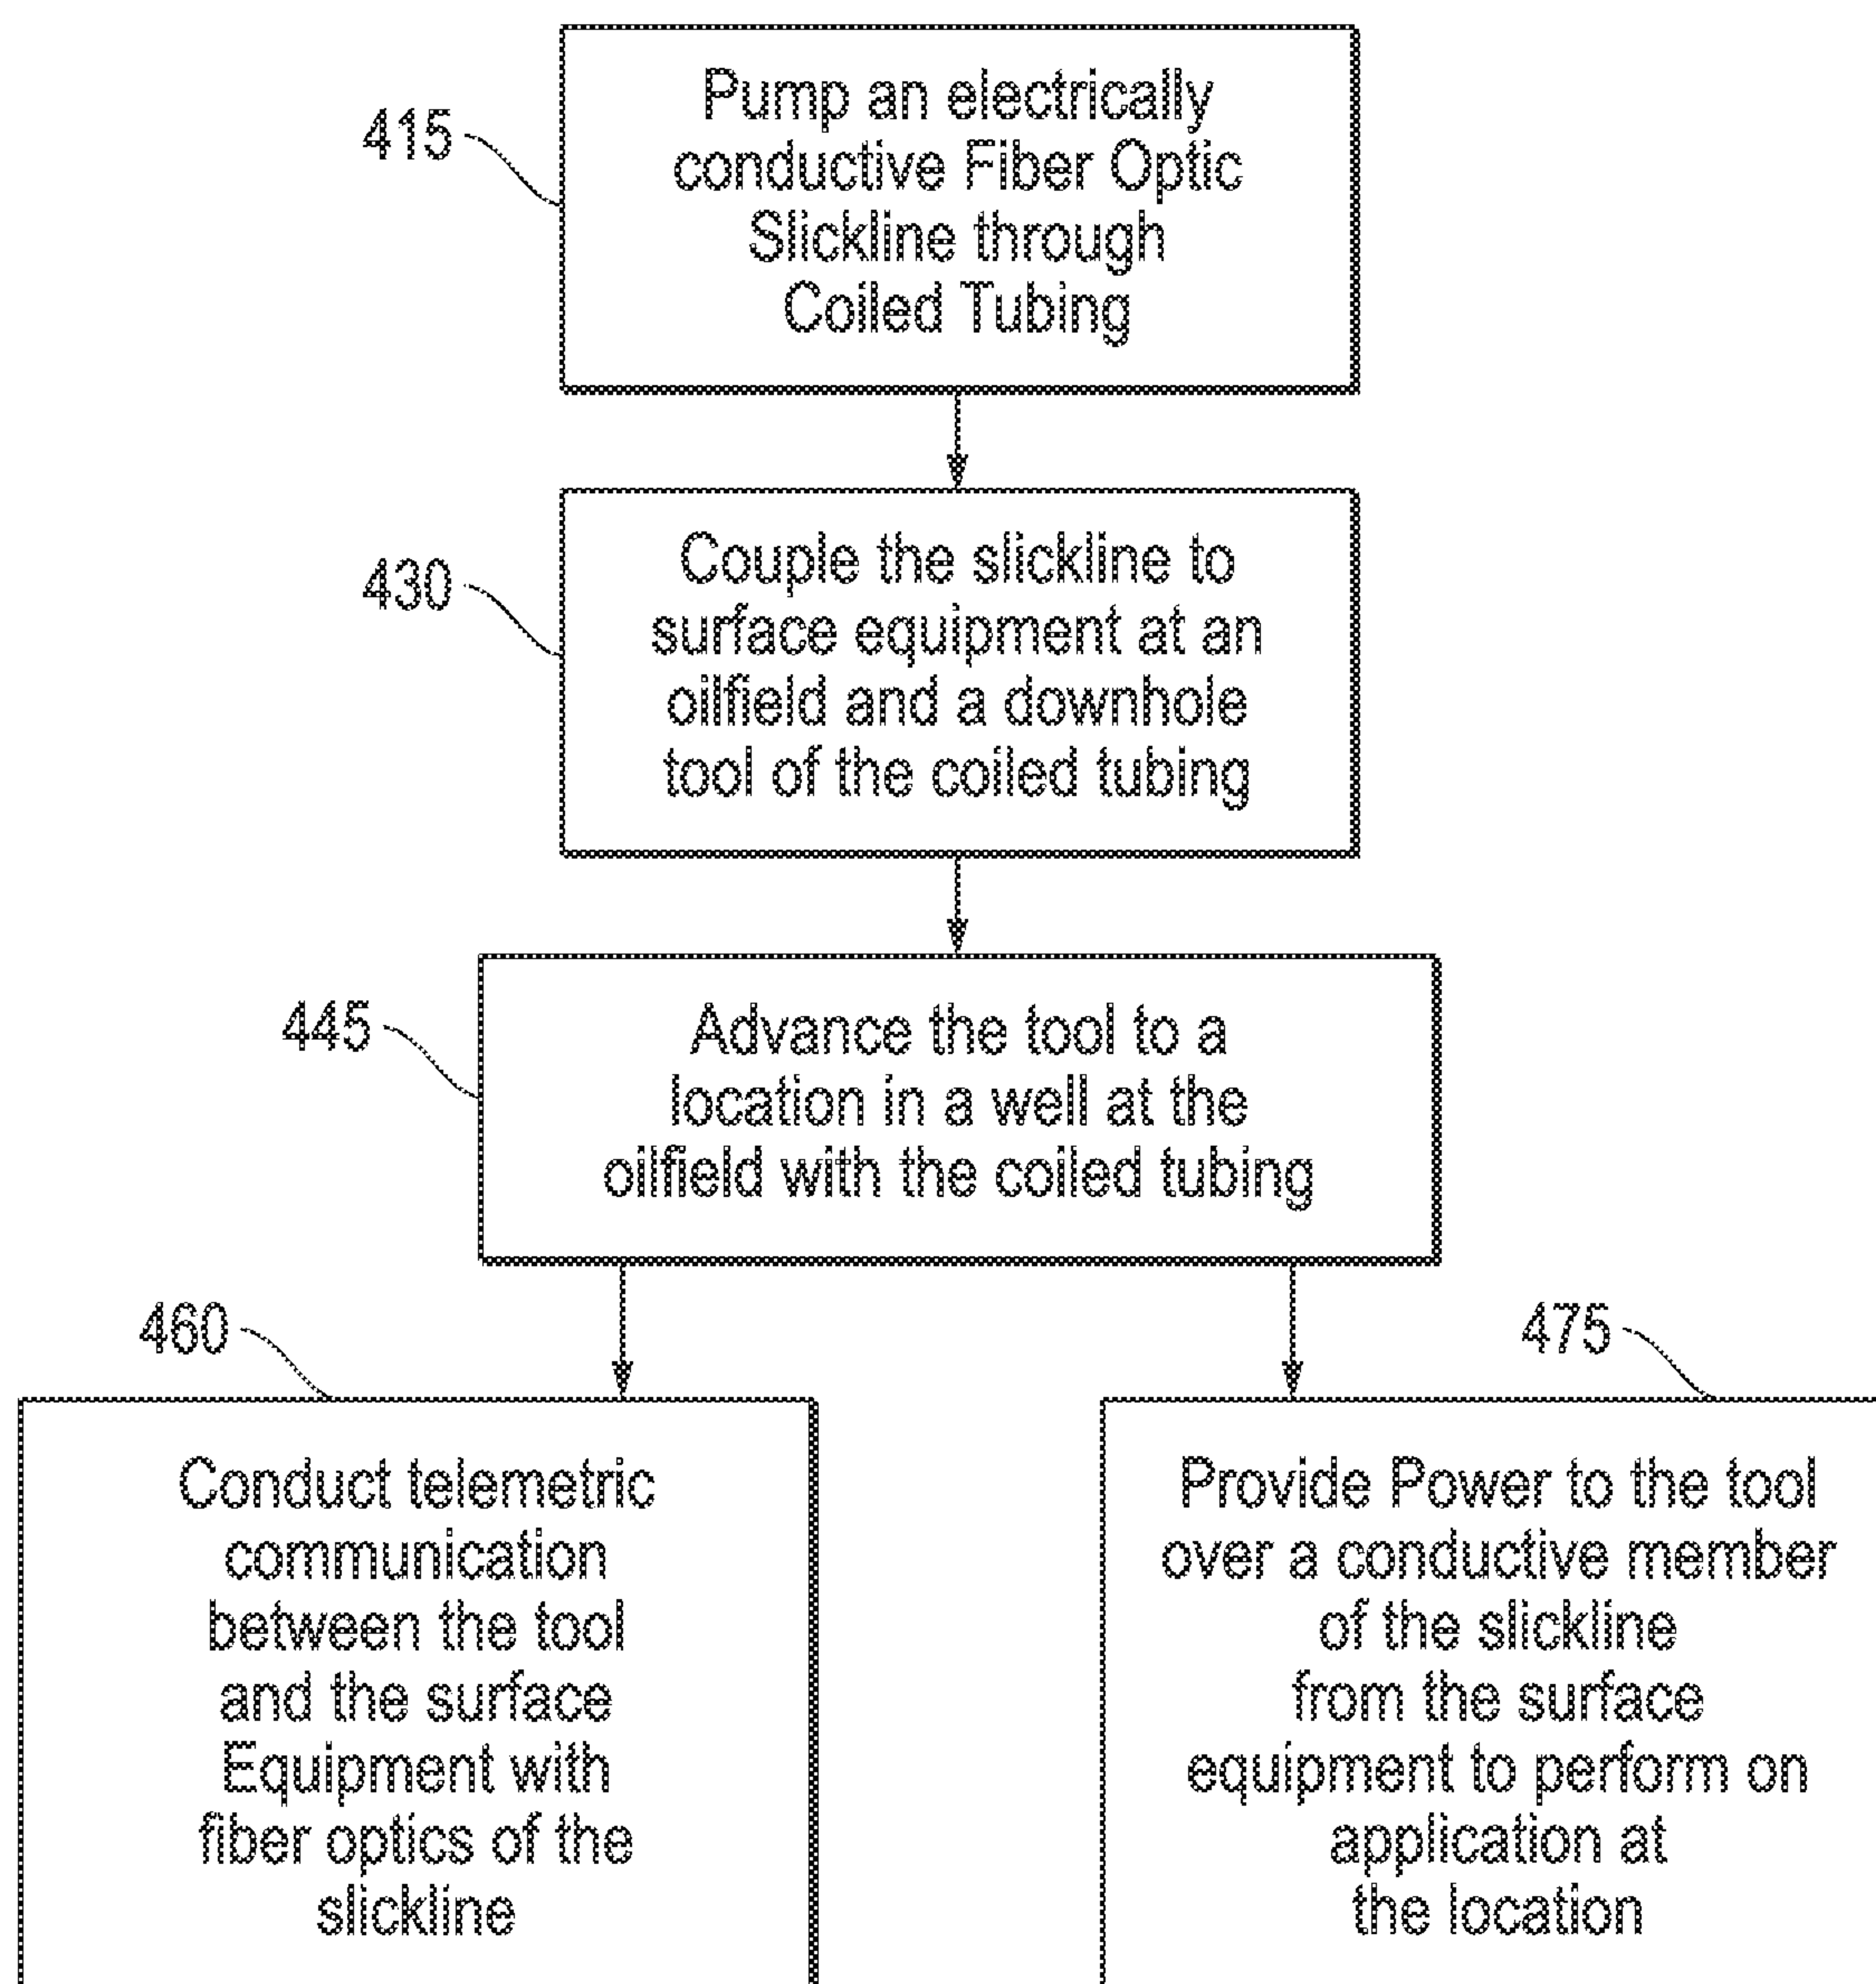 415
Pump an electrically
conductive Fiber Optic
Slickline through
Coiled Tubing
430
Couple the slickline to
surface equipment at an
oilfield and a downhole
tool of the coiled tubing
445
Advance the tool to a
location in a well at the
oilfield with the coiled tubing
460
Conduct telemetric
communication
between the tool
and the surface
Equipment with
fiber optics of the
slickline
475
Provide Power to the tool
over a conductive member
of the slickline
from the surface
equipment to perform on
application at
the location